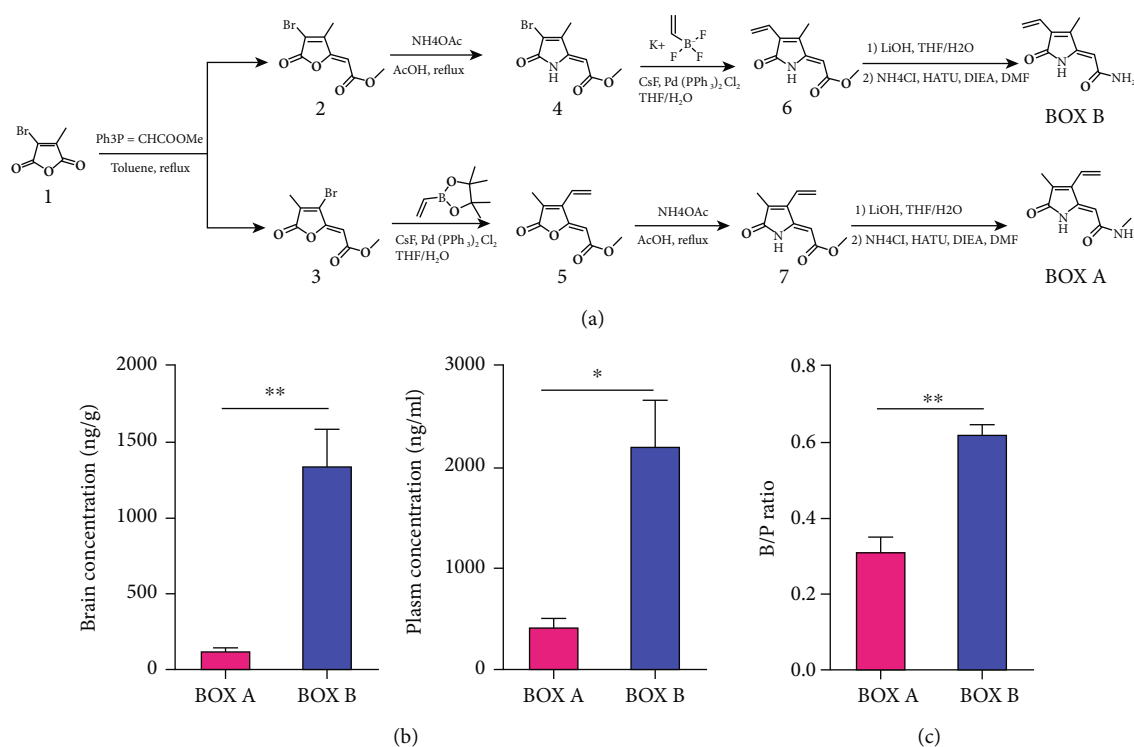 Br
O
O
O
1
Ph3P = CHCOOMe
Toluene, reflux
Br
O
O
O
O
2
NH4OAc
AcOH, reflux
Br
O
N
H
O
O
4
K+
B-
F
F
F
CsF, Pd (PPh3)2 Cl2
THF/H2O
O
N
H
O
O
6
1) LiOH, THF/H2O
2) NH4Cl, HATU, DIEA, DMF
O
N
H
O
NH2
BOX B
Br
O
O
O
O
3
O
B
O
CsF, Pd (PPh3)2 Cl2
THF/H2O
O
O
O
O
5
NH4OAc
AcOH, reflux
O
N
H
O
O
7
1) LiOH, THF/H2O
2) NH4Cl, HATU, DIEA, DMF
O
N
H
O
NH
BOX A
(a)
Brain concentration (ng/g)
2000
1500
1000
500
0
**
BOX A BOX B
Plasm concentration (ng/ml)
3000
2000
1000
0
*
BOX A BOX B
(b)
B/P ratio
0.8
0.6
0.4
0.2
0.0
**
BOX A BOX B
(c)